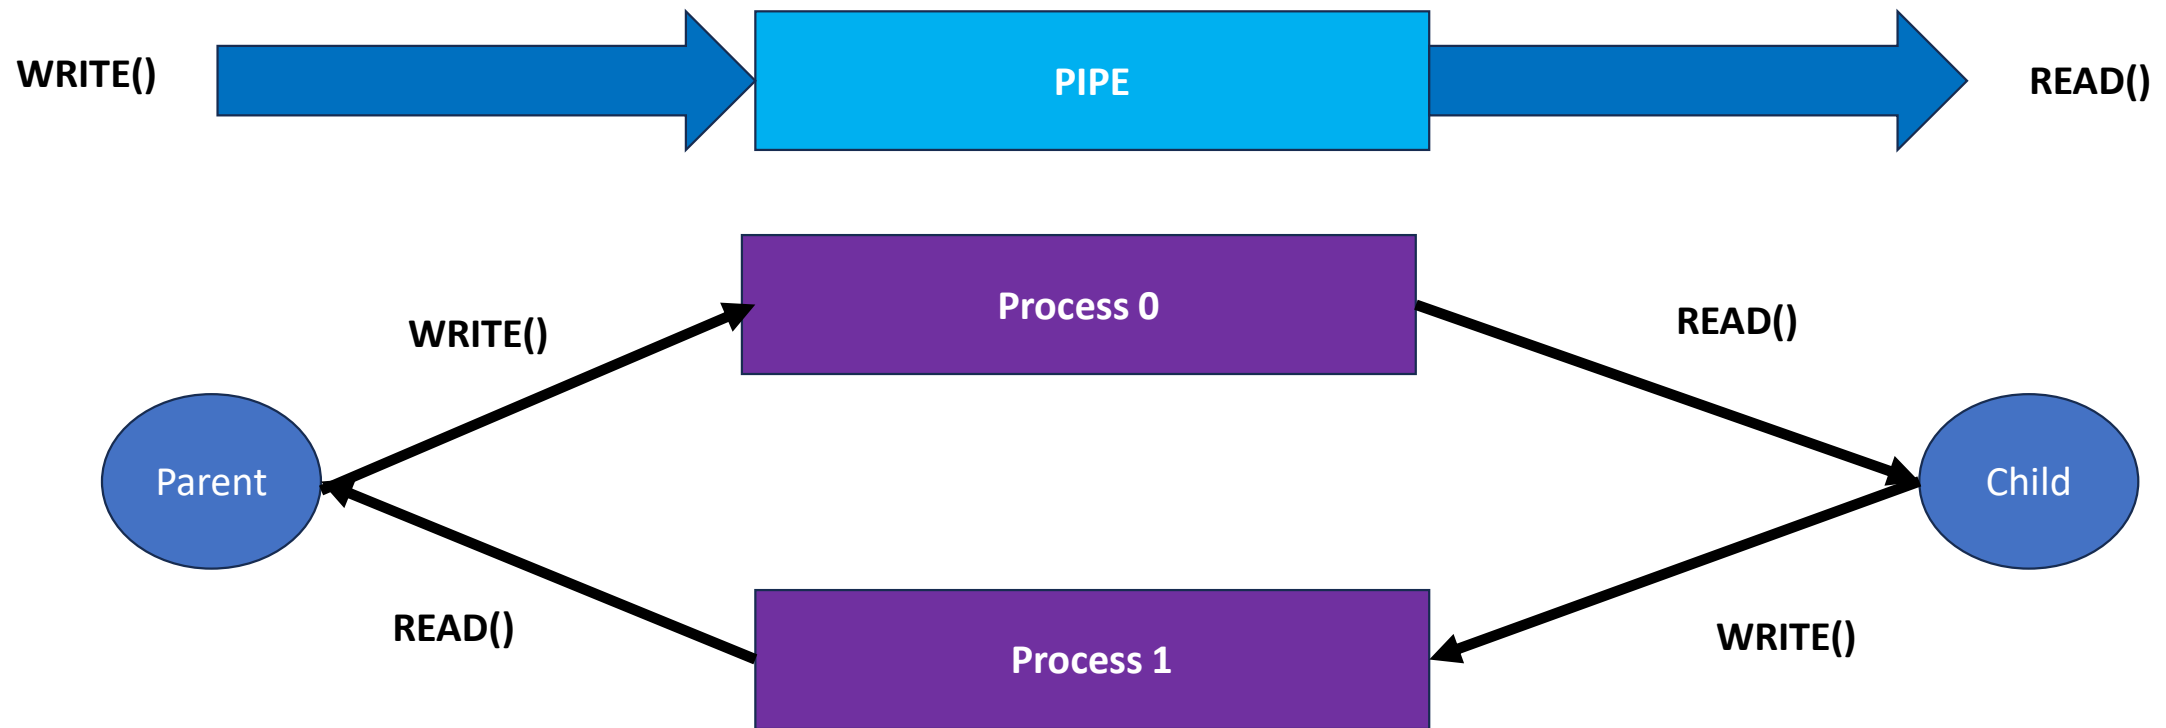 WRITE()
PIPE
READ()
Process 0
WRITE()
READ()
Parent
Child
READ()
WRITE()
Process 1